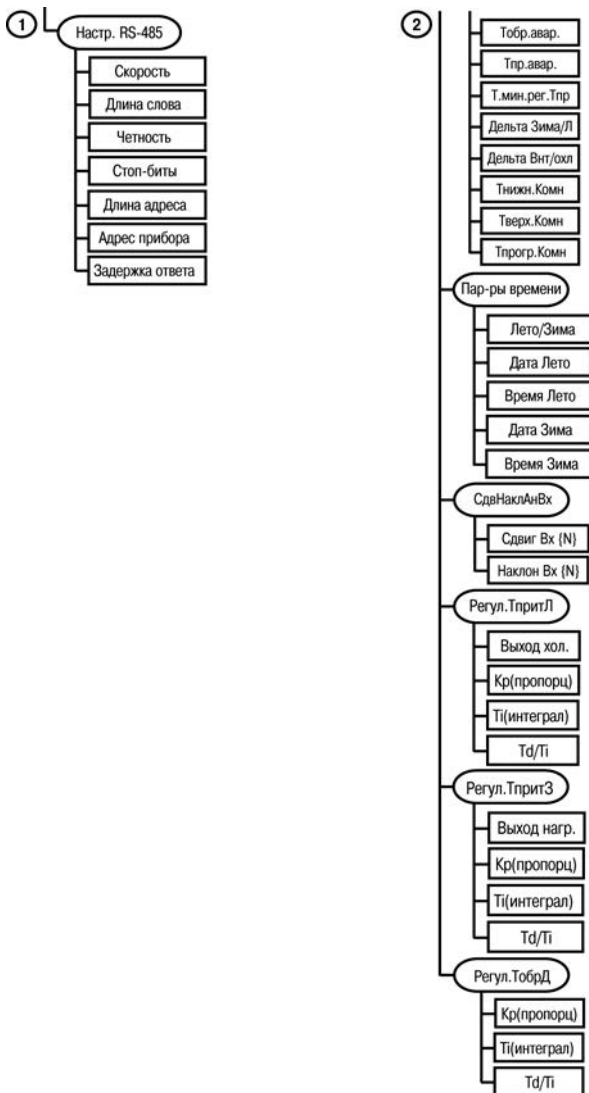 1
Настр. RS-485
Скорость
Длина слова
Четность
Стоп-биты
Длина адреса
Адрес прибора
Задержка ответа
2
Тобр.авар.
Тпр.авар.
Т.мин.рег.Тпр
Дельта Зима/Л
Дельта Внт/охл
Тнижн.Комн
Тверх.Комн
Тпрогр.Комн
Пар-ры времени
Лето/Зима
Дата Лето
Время Лето
Дата Зима
Время Зима
СдвНаклАнВх
Сдвиг Вх {N}
Наклон Вх {N}
Регул.ТпритЛ
Выход хол.
Кр(пропорц)
Ti(интеграл)
Td/Ti
Регул.ТпритЗ
Выход нагр.
Кр(пропорц)
Ti(интеграл)
Td/Ti
Регул.ТобрД
Кр(пропорц)
Ti(интеграл)
Td/Ti